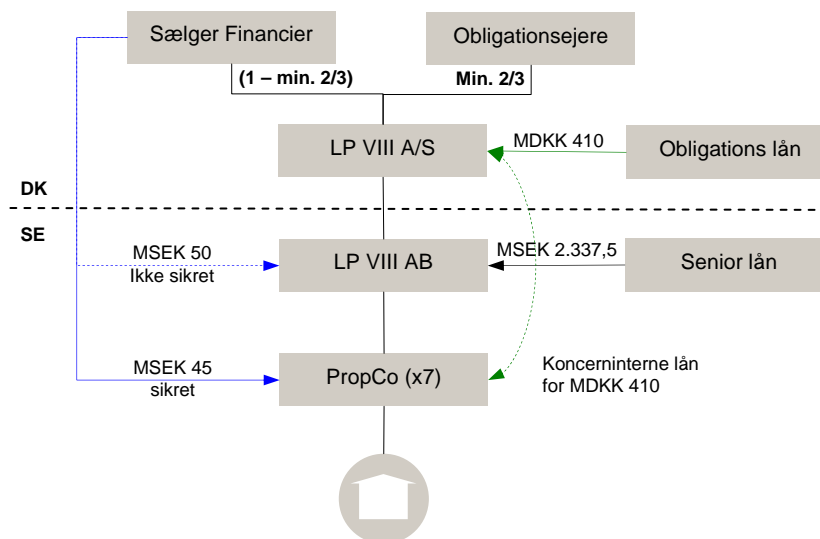 Sælger Financier
Obligationsejere
(1 – min. 2/3)
Min. 2/3
LP VIII A/S
MDKK 410
Obligations lån
DK
SE
MSEK 50
Ikke sikret
LP VIII AB
MSEK 2.337,5
Senior lån
MSEK 45
sikret
PropCo (x7)
Koncerninterne lån
for MDKK 410